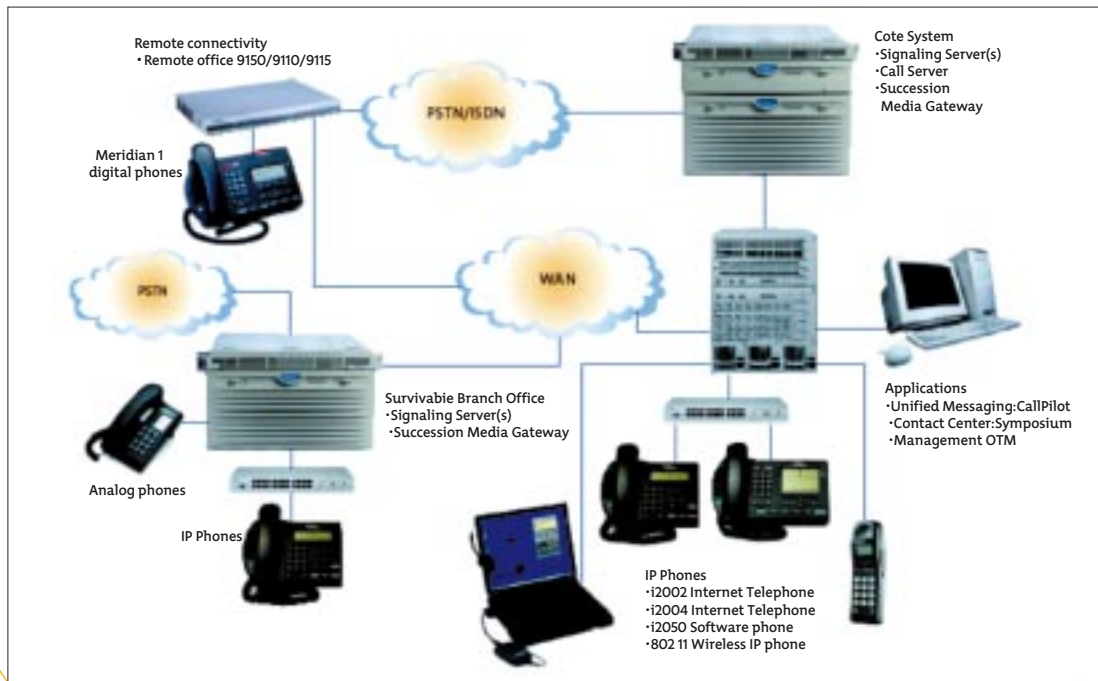 Remote connectivity
•Remote office 9150/9110/9115
Cote System
•Signaling Server(s)
•Call Server
•Succession
Media Gateway
PSTN/ISDN
Meridian 1
digital phones
PSTN
WAN
Survivabie Branch Office
•Signaling Server(s)
•Succession Media Gateway
Applications
•Unified Messaging:CallPilot
•Contact Center:Symposium
•Management OTM
Analog phones
IP Phones
IP Phones
•i2002 Internet Telephone
•i2004 Internet Telephone
•i2050 Software phone
•802 11 Wireless IP phone